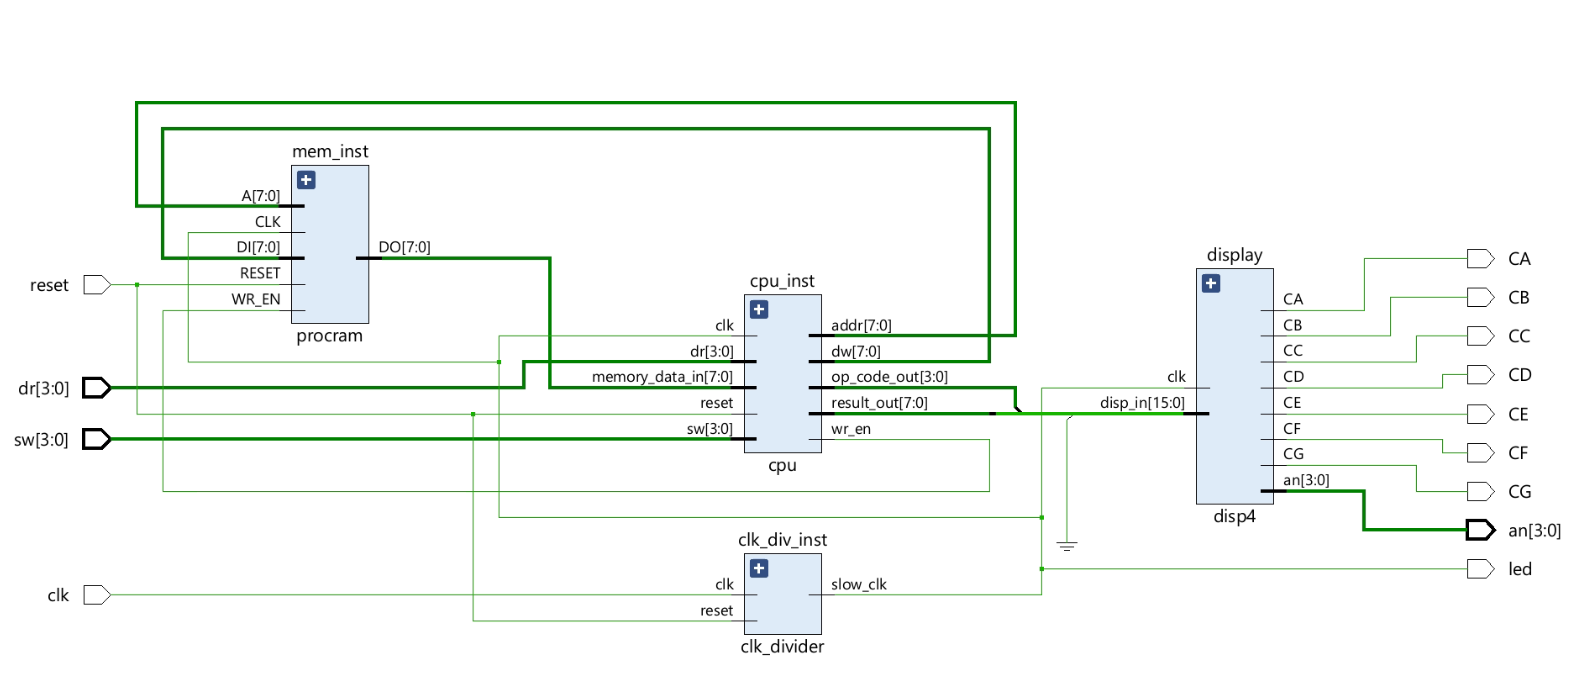 mem_inst
A[7:0]
CLK
DI[7:0]
DO[7:0]
RESET
WR_EN
procram
reset
dr[3:0]
sw[3:0]
clk
cpu_inst
clk
addr[7:0]
dr[3:0]
dw[7:0]
memory_data_in[7:0]
op_code_out[3:0]
reset
result_out[7:0]
sw[3:0]
wr_en
cpu
clk_div_inst
clk
slow_clk
reset
clk_divider
display
clk
disp_in[15:0]
CA
CB
CC
CD
CE
CF
CG
an[3:0]
disp4
CA
CB
CC
CD
CE
CF
CG
an[3:0]
led